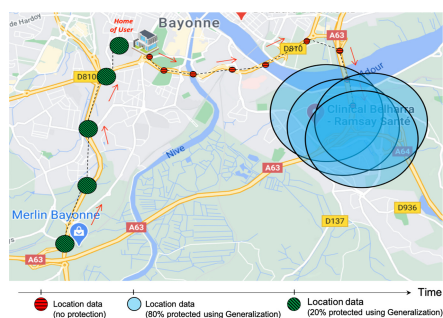 de Hardoy
Home
of User
Bayonne
A63
D810
D810
Adour
Clinical Belharra
- Ramsay Santé
A64
Nive
A63
Merlin Bayonne
A63
A63
D936
D137
Time
Location data
(no protection)
Location data
(80% protected using Generalization)
Location data
(20% protected using Generalization)